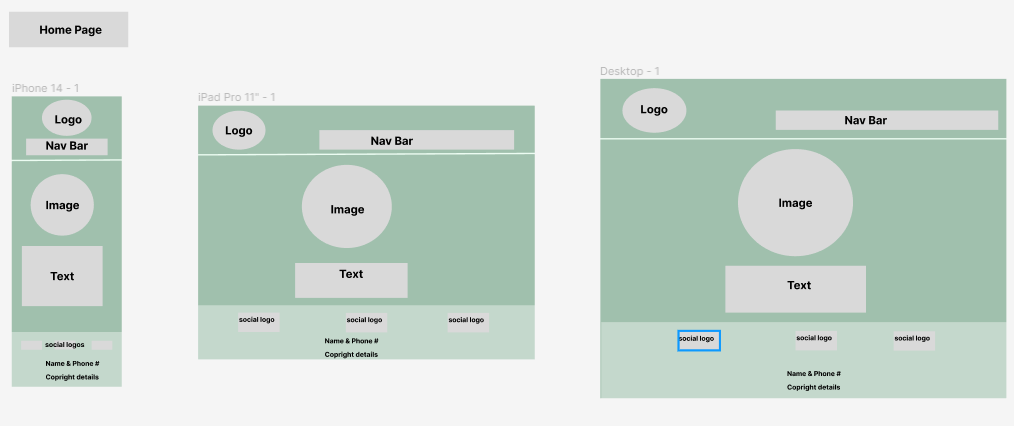 Home Page
iPhone 14 - 1
Logo
Nav Bar
Image
Text
social logos
Name & Phone #
Copright details
iPad Pro 11" - 1
Logo
Nav Bar
Image
Text
social logo
social logo
social logo
Name & Phone #
Copright details
Desktop - 1
Logo
Nav Bar
Image
Text
social logo
social logo
social logo
Name & Phone #
Copright details